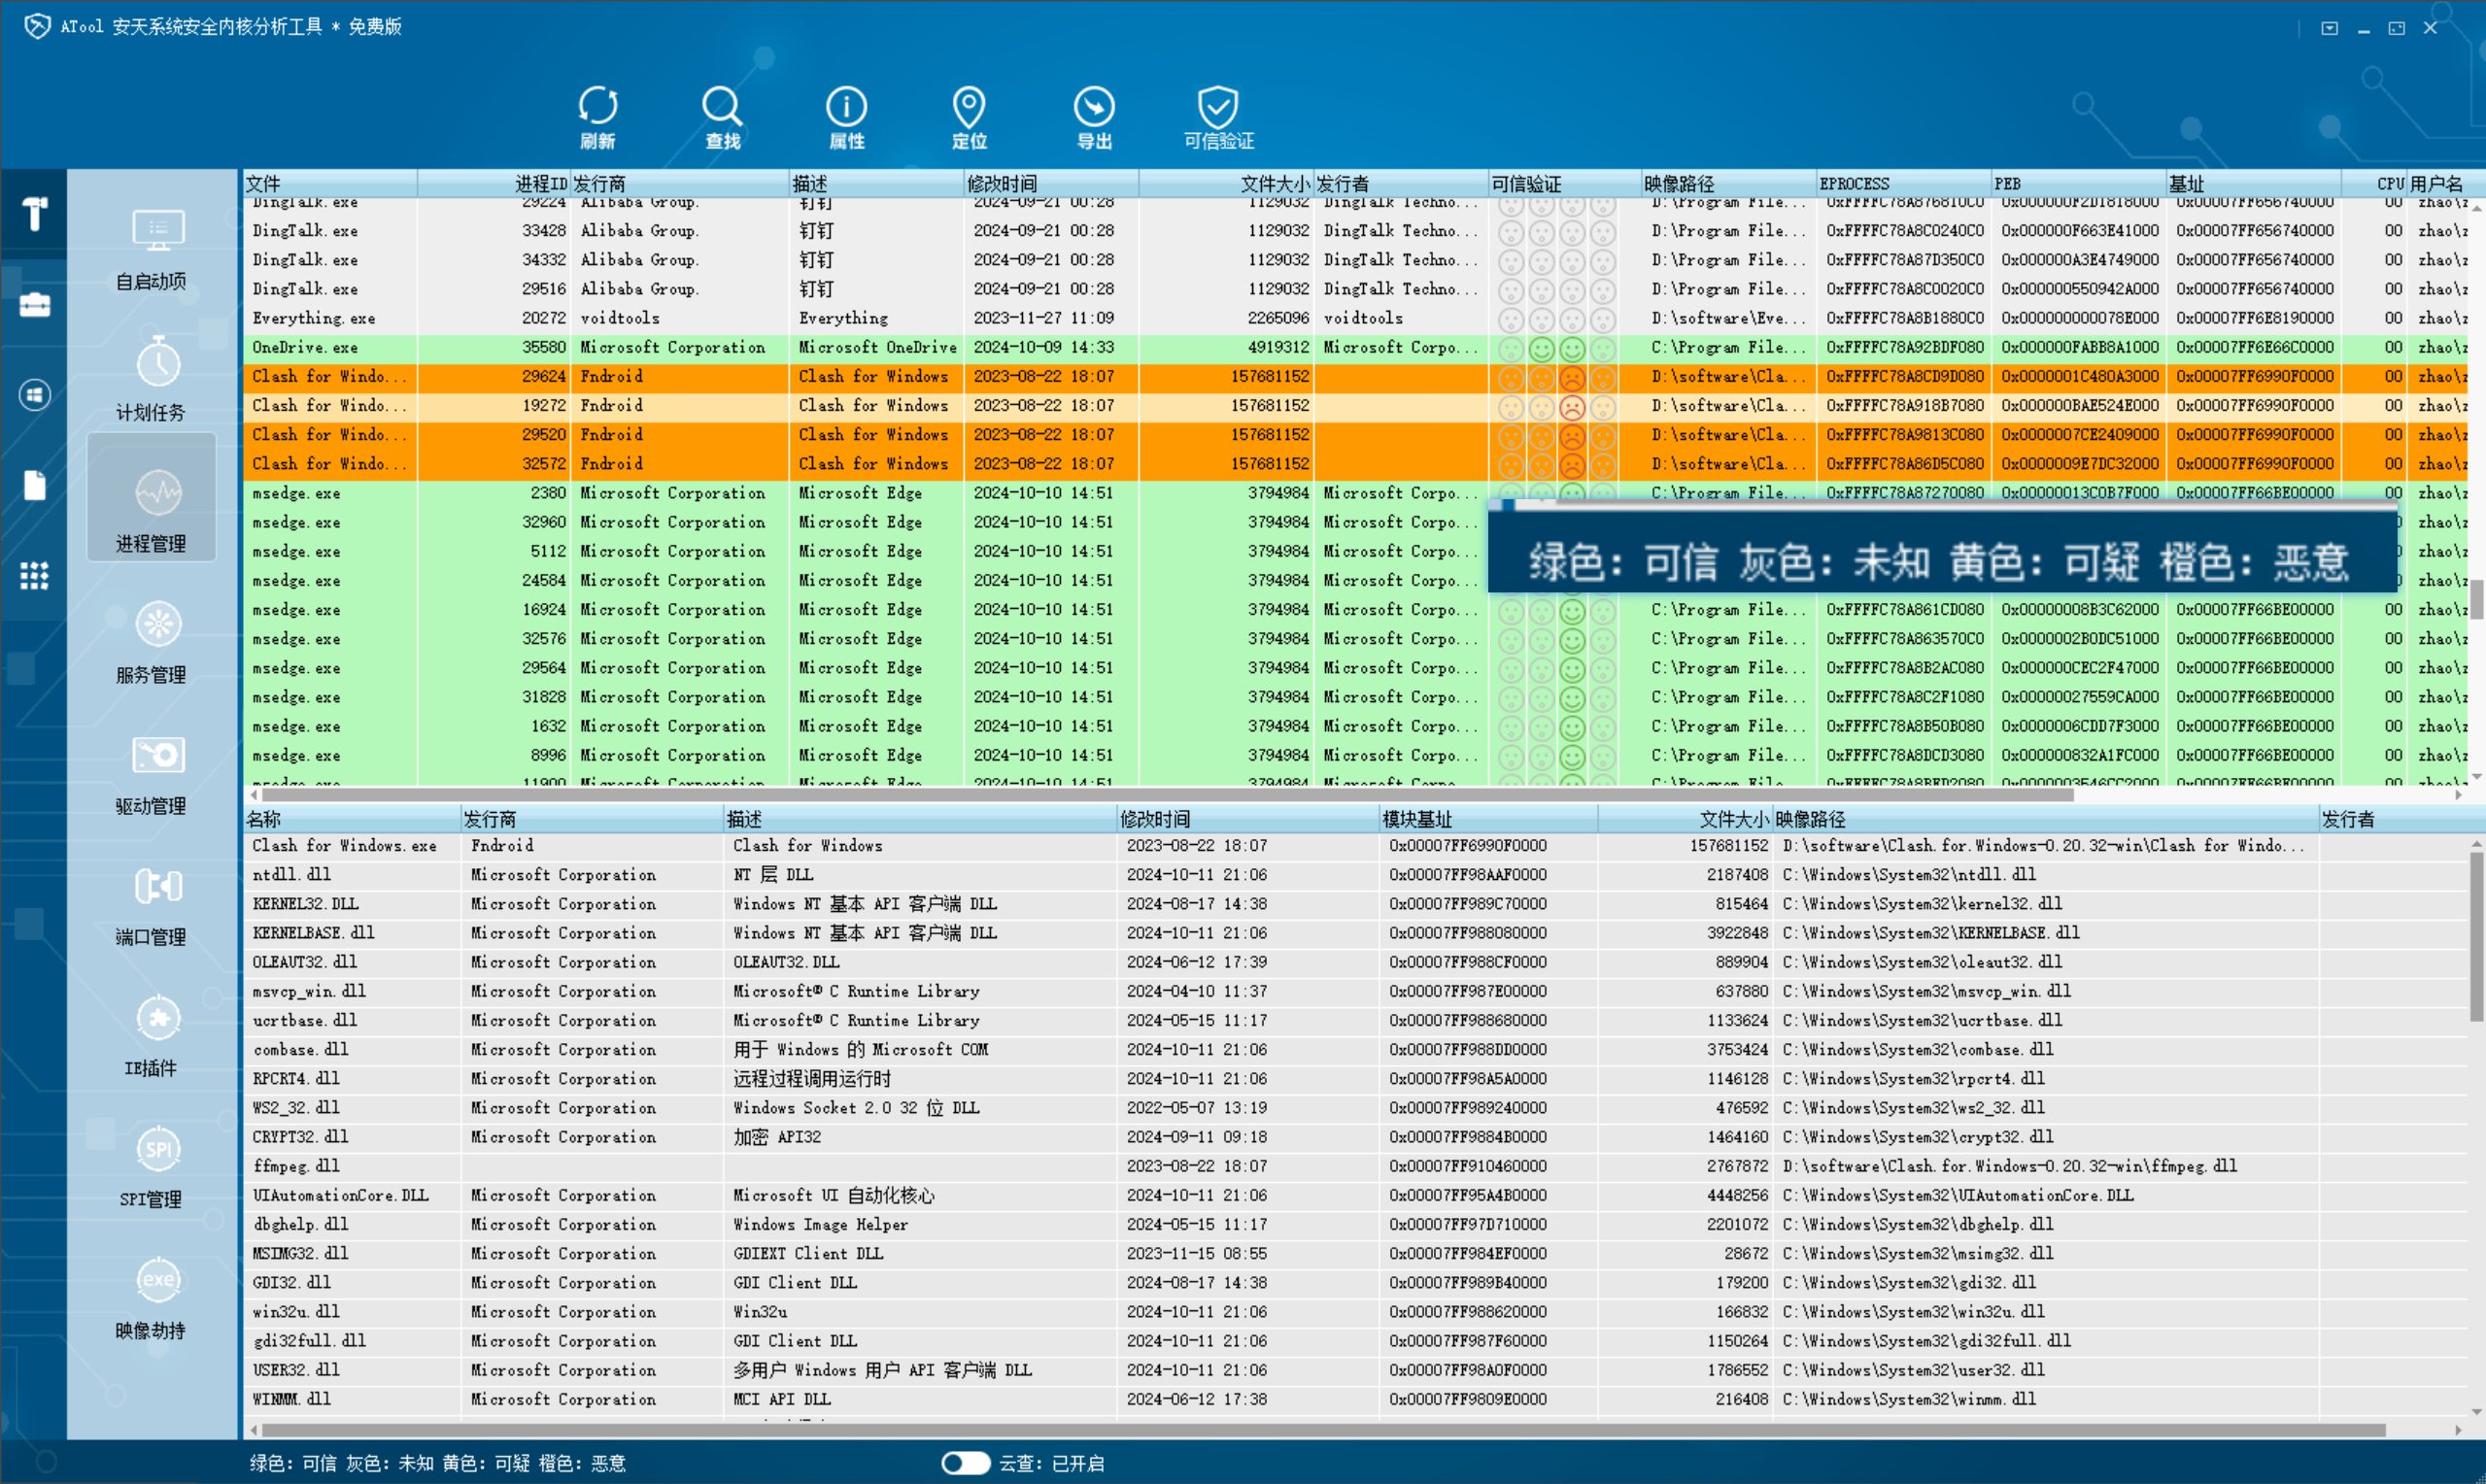 ATool 安天系统安全内核分析工具 * 免费版
刷新 查找 属性 定位 导出 可信验证
自启动项
计划任务
进程管理
服务管理
驱动管理
端口管理
IE插件
SPI
SPI管理
exe
映像劫持
文件 进程ID 发行商 描述 修改时间 文件大小 发行者 可信验证 映像路径 EPROCESS PEB 基址 CPU 用户名
DingTalk.exe 29224 Alibaba Group. 钉钉 2024-09-21 00:28 1129032 DingTalk Techno... D:\Program File... 0xFFFFC78A876810C0 0x000000F2D1818000 0x00007FF656740000 00 zhao\z
DingTalk.exe 33428 Alibaba Group. 钉钉 2024-09-21 00:28 1129032 DingTalk Techno... D:\Program File... 0xFFFFC78A8C0240C0 0x000000F663E41000 0x00007FF656740000 00 zhao\z
DingTalk.exe 34332 Alibaba Group. 钉钉 2024-09-21 00:28 1129032 DingTalk Techno... D:\Program File... 0xFFFFC78A87D350C0 0x000000A3E4749000 0x00007FF656740000 00 zhao\z
DingTalk.exe 29516 Alibaba Group. 钉钉 2024-09-21 00:28 1129032 DingTalk Techno... D:\Program File... 0xFFFFC78A8C0020C0 0x000000550942A000 0x00007FF656740000 00 zhao\z
Everything.exe 20272 voidtools Everything 2023-11-27 11:09 2265096 voidtools D:\software\Eve... 0xFFFFC78A8B1880C0 0x000000000078E000 0x00007FF6E8190000 00 zhao\z
OneDrive.exe 35580 Microsoft Corporation Microsoft OneDrive 2024-10-09 14:33 4919312 Microsoft Corpo... C:\Program File... 0xFFFFC78A92BDF080 0x000000FABB8A1000 0x00007FF6E66C0000 00 zhao\z
Clash for Windo... 29624 Fndroid Clash for Windows 2023-08-22 18:07 157681152 D:\software\Cla... 0xFFFFC78A8CD9D080 0x0000001C480A3000 0x00007FF6990F0000 00 zhao\z
Clash for Windo... 19272 Fndroid Clash for Windows 2023-08-22 18:07 157681152 D:\software\Cla... 0xFFFFC78A918B7080 0x000000BAE524E000 0x00007FF6990F0000 00 zhao\z
Clash for Windo... 29520 Fndroid Clash for Windows 2023-08-22 18:07 157681152 D:\software\Cla... 0xFFFFC78A9813C080 0x0000007CE2409000 0x00007FF6990F0000 00 zhao\z
Clash for Windo... 32572 Fndroid Clash for Windows 2023-08-22 18:07 157681152 D:\software\Cla... 0xFFFFC78A86D5C080 0x0000009E7DC32000 0x00007FF6990F0000 00 zhao\z
msedge.exe 2380 Microsoft Corporation Microsoft Edge 2024-10-10 14:51 3794984 Microsoft Corpo... C:\Program File... 0xFFFFC78A87270080 0x00000013C0B7F000 0x00007FF66BE00000 00 zhao\z
msedge.exe 32960 Microsoft Corporation Microsoft Edge 2024-10-10 14:51 3794984 Microsoft Corpo... zhao\z
msedge.exe 5112 Microsoft Corporation Microsoft Edge 2024-10-10 14:51 3794984 Microsoft Corpo... zhao\z
msedge.exe 24584 Microsoft Corporation Microsoft Edge 2024-10-10 14:51 3794984 Microsoft Corpo... zhao\z
绿色: 可信 灰色: 未知 黄色: 可疑 橙色: 恶意
msedge.exe 16924 Microsoft Corporation Microsoft Edge 2024-10-10 14:51 3794984 Microsoft Corpo... C:\Program File... 0xFFFFC78A861CD080 0x00000008B3C62000 0x00007FF66BE00000 00 zhao\z
msedge.exe 32576 Microsoft Corporation Microsoft Edge 2024-10-10 14:51 3794984 Microsoft Corpo... C:\Program File... 0xFFFFC78A863570C0 0x0000002B0DC51000 0x00007FF66BE00000 00 zhao\z
msedge.exe 29564 Microsoft Corporation Microsoft Edge 2024-10-10 14:51 3794984 Microsoft Corpo... C:\Program File... 0xFFFFC78A8B2AC080 0x000000CEC2F47000 0x00007FF66BE00000 00 zhao\z
msedge.exe 31828 Microsoft Corporation Microsoft Edge 2024-10-10 14:51 3794984 Microsoft Corpo... C:\Program File... 0xFFFFC78A8C2F1080 0x00000027559CA000 0x00007FF66BE00000 00 zhao\z
msedge.exe 1632 Microsoft Corporation Microsoft Edge 2024-10-10 14:51 3794984 Microsoft Corpo... C:\Program File... 0xFFFFC78A8B50B080 0x0000006CDD7F3000 0x00007FF66BE00000 00 zhao\z
msedge.exe 8996 Microsoft Corporation Microsoft Edge 2024-10-10 14:51 3794984 Microsoft Corpo... C:\Program File... 0xFFFFC78A8DCD3080 0x000000832A1FC000 0x00007FF66BE00000 00 zhao\z
msedge.exe 11900 Microsoft Corporation Microsoft Edge 2024-10-10 14:51 3794984
名称 发行商 描述 修改时间 模块基址 文件大小 映像路径 发行者
Clash for Windows.exe Fndroid Clash for Windows 2023-08-22 18:07 0x00007FF6990F0000 157681152 D:\software\Clash.for.Windows-0.20.32-win\Clash for Windo...
ntdll.dll Microsoft Corporation NT 层 DLL 2024-10-11 21:06 0x00007FF98AAF0000 2187408 C:\Windows\System32\ntdll.dll
KERNEL32.DLL Microsoft Corporation Windows NT 基本 API 客户端 DLL 2024-08-17 14:38 0x00007FF989C70000 815464 C:\Windows\System32\kernel32.dll
KERNELBASE.dll Microsoft Corporation Windows NT 基本 API 客户端 DLL 2024-10-11 21:06 0x00007FF988080000 3922848 C:\Windows\System32\KERNELBASE.dll
OLEAUT32.dll Microsoft Corporation OLEAUT32.DLL 2024-06-12 17:39 0x00007FF988CF0000 889904 C:\Windows\System32\oleaut32.dll
msvcp_win.dll Microsoft Corporation Microsoft® C Runtime Library 2024-04-10 11:37 0x00007FF987E00000 637880 C:\Windows\System32\msvcp_win.dll
ucrtbase.dll Microsoft Corporation Microsoft® C Runtime Library 2024-05-15 11:17 0x00007FF988680000 1133624 C:\Windows\System32\ucrtbase.dll
combase.dll Microsoft Corporation 用于 Windows 的 Microsoft COM 2024-10-11 21:06 0x00007FF988DD0000 3753424 C:\Windows\System32\combase.dll
RPCRT4.dll Microsoft Corporation 远程过程调用运行时 2024-10-11 21:06 0x00007FF98A5A0000 1146128 C:\Windows\System32\rpcrt4.dll
WS2_32.dll Microsoft Corporation Windows Socket 2.0 32 位 DLL 2022-05-07 13:19 0x00007FF989240000 476592 C:\Windows\System32\ws2_32.dll
CRYPT32.dll Microsoft Corporation 加密 API32 2024-09-11 09:18 0x00007FF9884B0000 1464160 C:\Windows\System32\crypt32.dll
ffmpeg.dll 2023-08-22 18:07 0x00007FF910460000 2767872 D:\software\Clash.for.Windows-0.20.32-win\ffmpeg.dll
UIAutomationCore.DLL Microsoft Corporation Microsoft UI 自动化核心 2024-10-11 21:06 0x00007FF95A4B0000 4448256 C:\Windows\System32\UIAutomationCore.DLL
dbghelp.dll Microsoft Corporation Windows Image Helper 2024-05-15 11:17 0x00007FF97D710000 2201072 C:\Windows\System32\dbghelp.dll
MSIMG32.dll Microsoft Corporation GDIEXT Client DLL 2023-11-15 08:55 0x00007FF984EF0000 28672 C:\Windows\System32\msimg32.dll
GDI32.dll Microsoft Corporation GDI Client DLL 2024-08-17 14:38 0x00007FF989B40000 179200 C:\Windows\System32\gdi32.dll
win32u.dll Microsoft Corporation Win32u 2024-10-11 21:06 0x00007FF988620000 166832 C:\Windows\System32\win32u.dll
gdi32full.dll Microsoft Corporation GDI Client DLL 2024-10-11 21:06 0x00007FF987F60000 1150264 C:\Windows\System32\gdi32full.dll
USER32.dll Microsoft Corporation 多用户 Windows 用户 API 客户端 DLL 2024-10-11 21:06 0x00007FF98A0F0000 1786552 C:\Windows\System32\user32.dll
WINMM.dll Microsoft Corporation MCI API DLL 2024-06-12 17:38 0x00007FF9809E0000 216408 C:\Windows\System32\winmm.dll
绿色: 可信 灰色: 未知 黄色: 可疑 橙色: 恶意 云查: 已开启